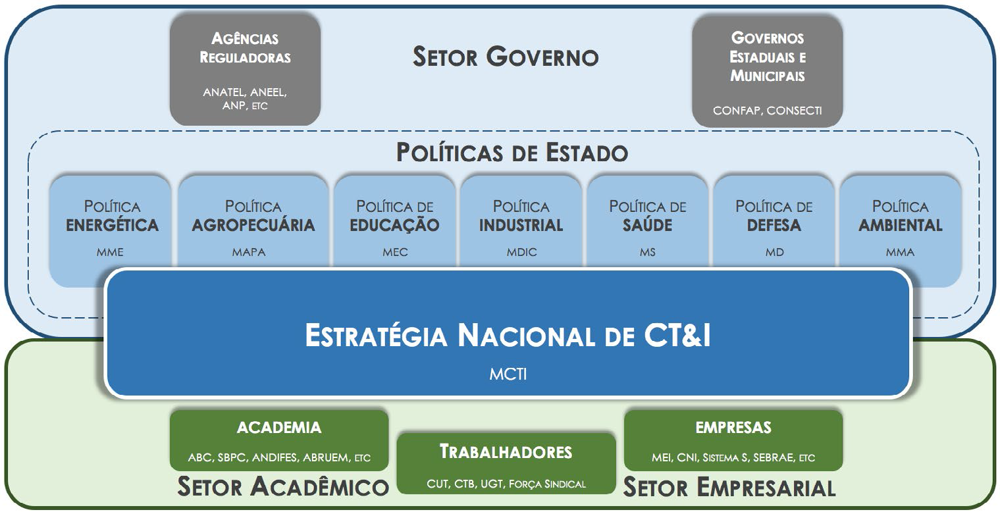 AGÊNCIAS
REGULADORAS
ANATEL, ANEEL,
ANP, ETC
SETOR GOVERNO
GOVERNOS
ESTADUAIS E
MUNICIPAIS
CONFAP, CONSECTI
POLÍTICAS DE ESTADO
POLÍTICA
ENERGÉTICA
MME
POLÍTICA
AGROPECUÁRIA
MAPA
POLÍTICA DE
EDUCAÇÃO
MEC
POLÍTICA
INDUSTRIAL
MDIC
POLÍTICA DE
SAÚDE
MS
POLÍTICA DE
DEFESA
MD
POLÍTICA
AMBIENTAL
MMA
ESTRATÉGIA NACIONAL DE CT&I
MCTI
ACADEMIA
ABC, SBPC, ANDIFES, ABRUEM, ETC
SETOR ACADÊMICO
TRABALHADORES
CUT, CTB, UGT, FORÇA SINDICAL
EMPRESAS
MEI, CNI, SISTEMA S, SEBRAE, ETC
SETOR EMPRESARIAL